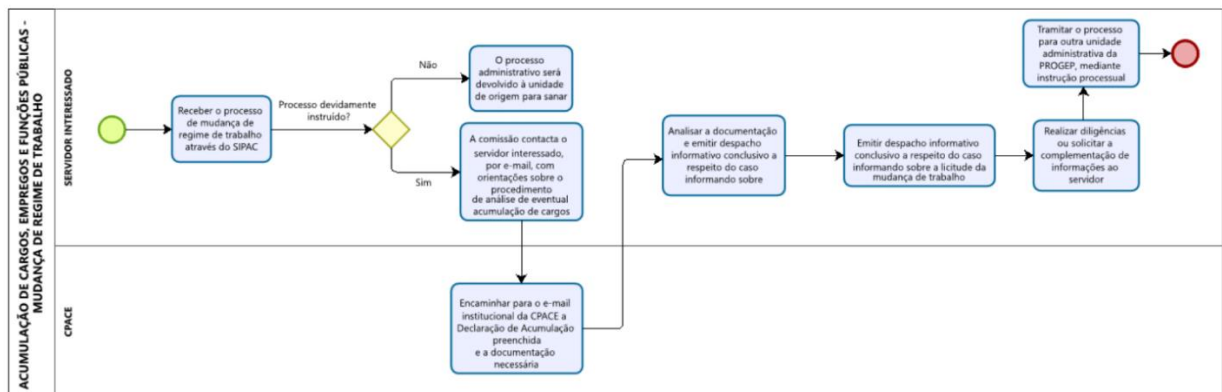 ACUMULAÇÃO DE CARGOS, EMPREGOS E FUNÇÕES PÚBLICAS -
MUDANÇA DE REGIME DE TRABALHO
SERVIDOR INTERESSADO
Receber o processo
de mudança de
regime de trabalho
através do SIPAC
Processo devidamente
instruído?
Não
O processo
administrativo será
devolvido à unidade
de origem para sanar
Sim
A comissão contacta o
servidor interessado,
por e-mail, com
orientações sobre o
procedimento
de análise de eventual
acumulação de cargos
Analisar a documentação
e emitir despacho
informativo conclusivo a
respeito do caso
informando sobre
Emitir despacho informativo
conclusivo a respeito do caso
informando sobre a licitude da
mudança de trabalho
Realizar diligências
ou solicitar a
complementação de
informações ao
servidor
Tramitar o processo
para outra unidade
administrativa da
PROGEP, mediante
instrução processual
CPACE
Encaminhar para o e-mail
institucional da CPACE a
Declaração de Acumulação
preenchida
e a documentação
necessária